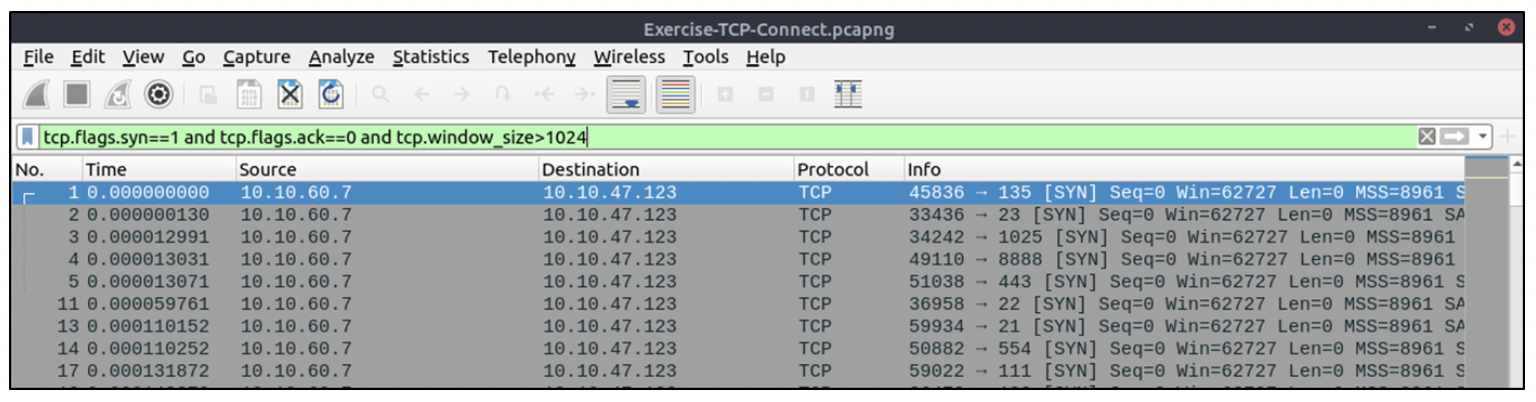 Exercise-TCP-Connect.pcapng
File Edit View Go Capture Analyze Statistics Telephony Wireless Tools Help
tcp.flags.syn==1 and tcp.flags.ack==0 and tcp.window_size>1024
No. Time Source Destination Protocol Info
1 0.000000000 10.10.60.7 10.10.47.123 TCP 45836 → 135 [SYN] Seq=0 Win=62727 Len=0 MSS=8961 S
2 0.000000130 10.10.60.7 10.10.47.123 TCP 33436 → 23 [SYN] Seq=0 Win=62727 Len=0 MSS=8961 SA
3 0.000012991 10.10.60.7 10.10.47.123 TCP 34242 → 1025 [SYN] Seq=0 Win=62727 Len=0 MSS=8961
4 0.000013031 10.10.60.7 10.10.47.123 TCP 49110 → 8888 [SYN] Seq=0 Win=62727 Len=0 MSS=8961
5 0.000013071 10.10.60.7 10.10.47.123 TCP 51038 → 443 [SYN] Seq=0 Win=62727 Len=0 MSS=8961 S
11 0.000059761 10.10.60.7 10.10.47.123 TCP 36958 → 22 [SYN] Seq=0 Win=62727 Len=0 MSS=8961 SA
13 0.000110152 10.10.60.7 10.10.47.123 TCP 59934 → 21 [SYN] Seq=0 Win=62727 Len=0 MSS=8961 SA
14 0.000110252 10.10.60.7 10.10.47.123 TCP 50882 → 554 [SYN] Seq=0 Win=62727 Len=0 MSS=8961 S
17 0.000131872 10.10.60.7 10.10.47.123 TCP 59022 → 111 [SYN] Seq=0 Win=62727 Len=0 MSS=8961 S